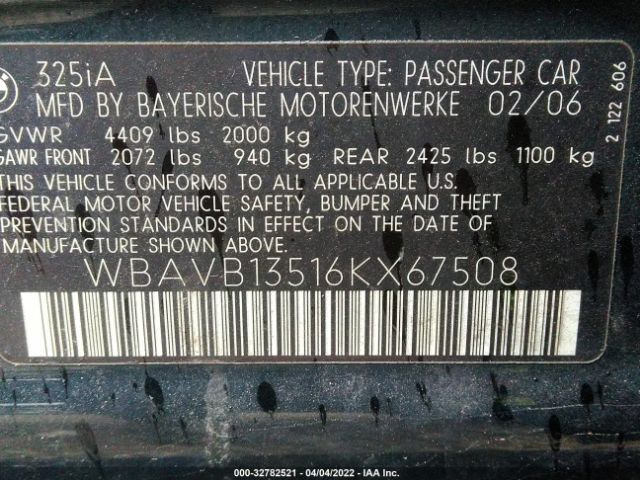 325iA VEHICLE TYPE: PASSENGER CAR
MFD BY BAYERISCHE MOTORENWERKE 02/06
GVWR 4409 lbs 2000 kg
GAWR FRONT 2072 lbs 940 kg REAR 2425 lbs 1100 kg
THIS VEHICLE CONFORMS TO ALL APPLICABLE U.S.
FEDERAL MOTOR VEHICLE SAFETY, BUMPER AND THEFT
PREVENTION STANDARDS IN EFFECT ON THE DATE OF
MANUFACTURE SHOWN ABOVE
WBAVB13516KX67508
2 122 606
000-32782521 - 04/04/2022 - IAA Inc.